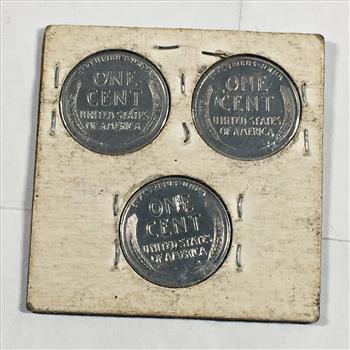 E·PLURIBUS·UNUM
ONE
CENT
UNITED STATES
OF AMERICA
E·PLURIBUS·UNUM
ONE
CENT
UNITED STATES
OF AMERICA
E·PLURIBUS·UNUM
ONE
CENT
UNITED STATES
OF AMERICA